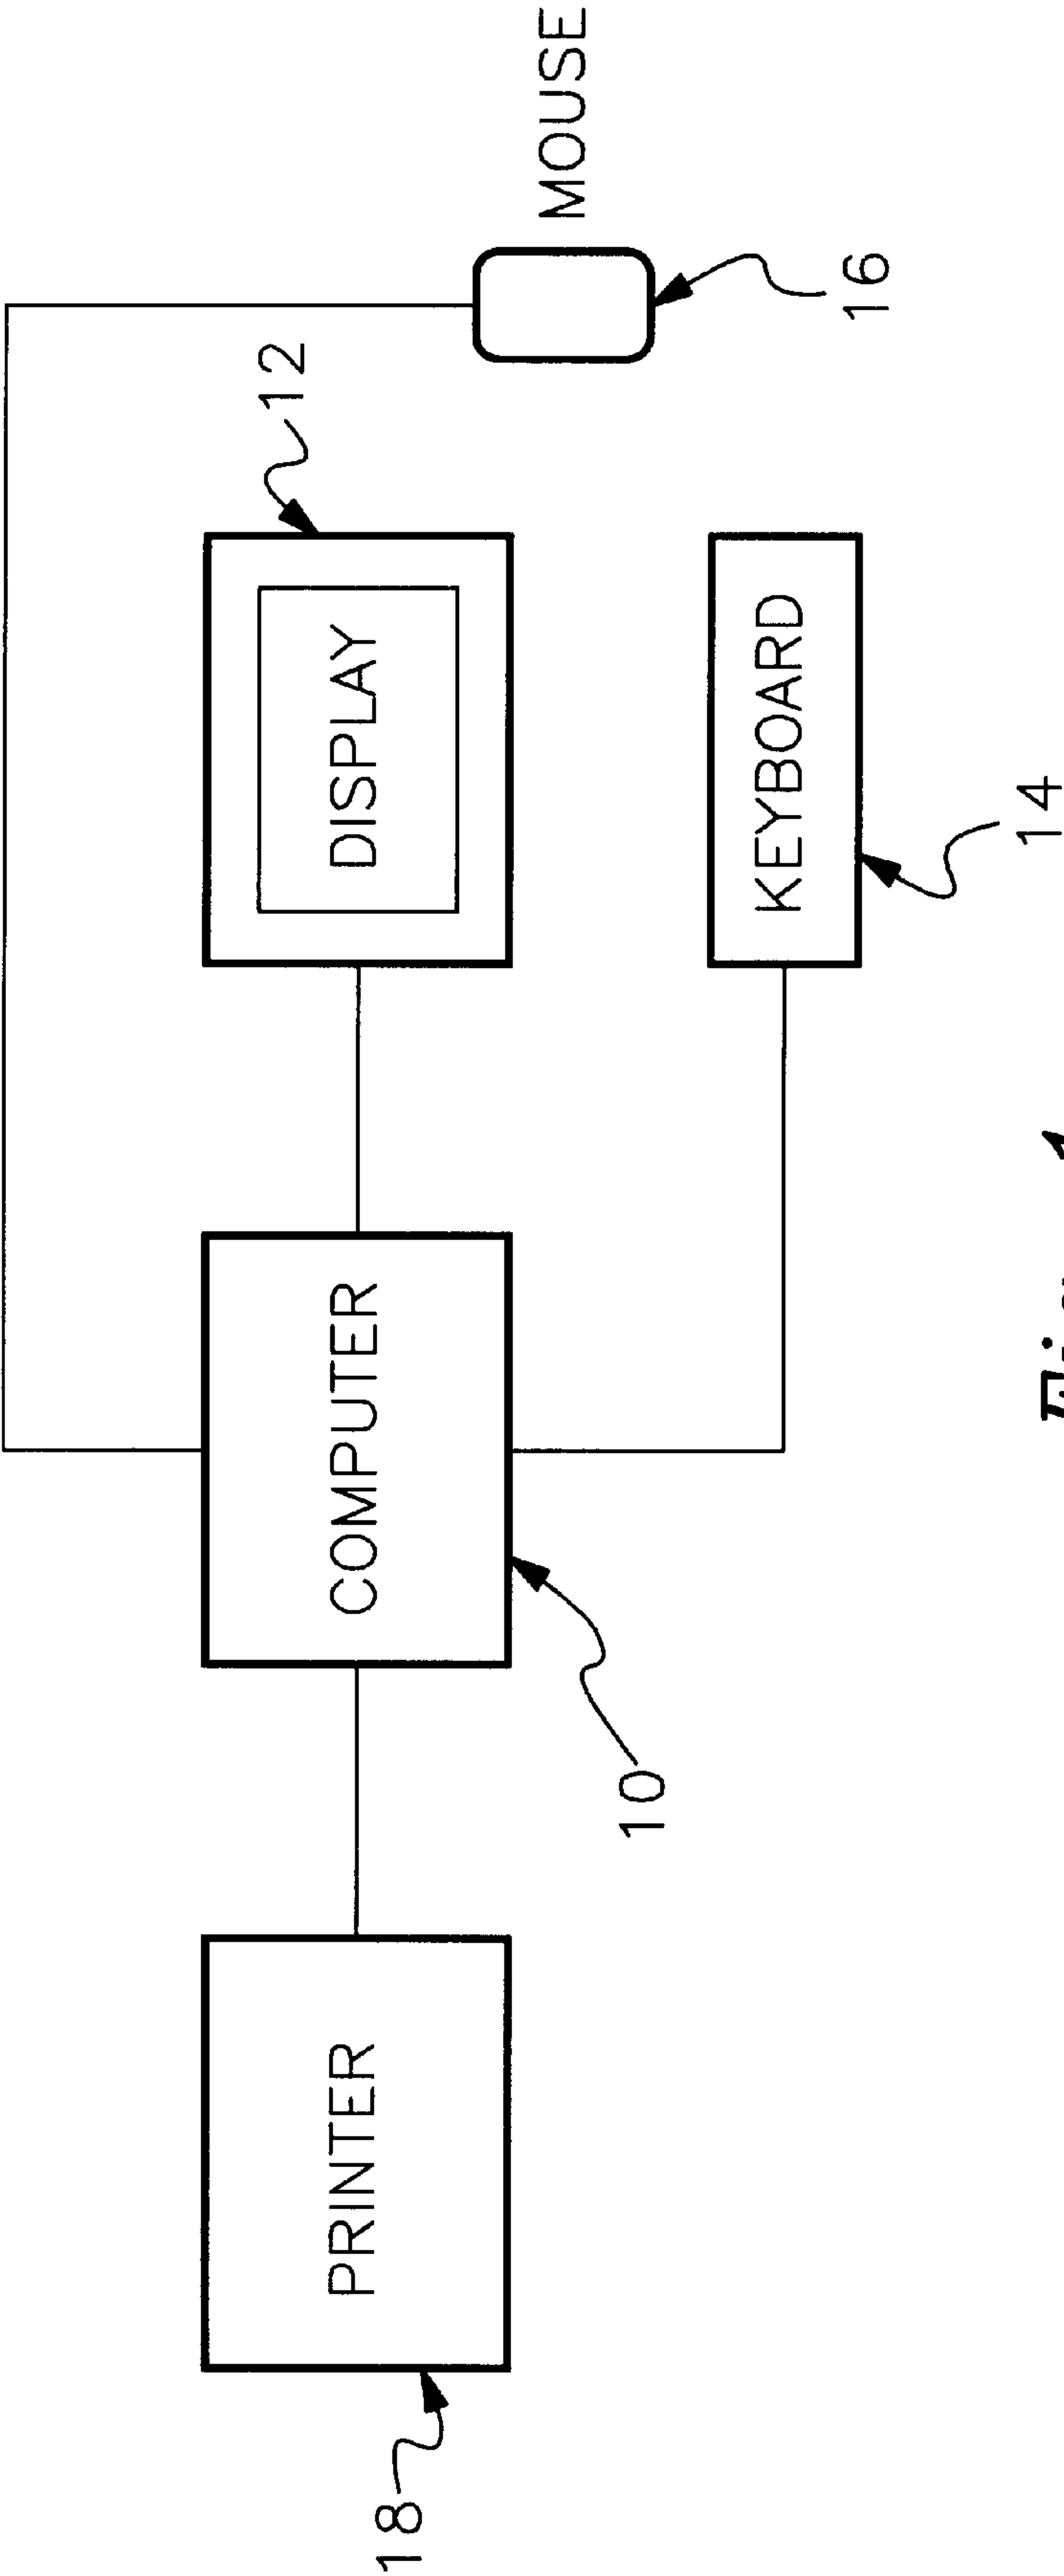 12
MOUSE
PRINTER
COMPUTER
DISPLAY
18
16
10
KEYBOARD
14